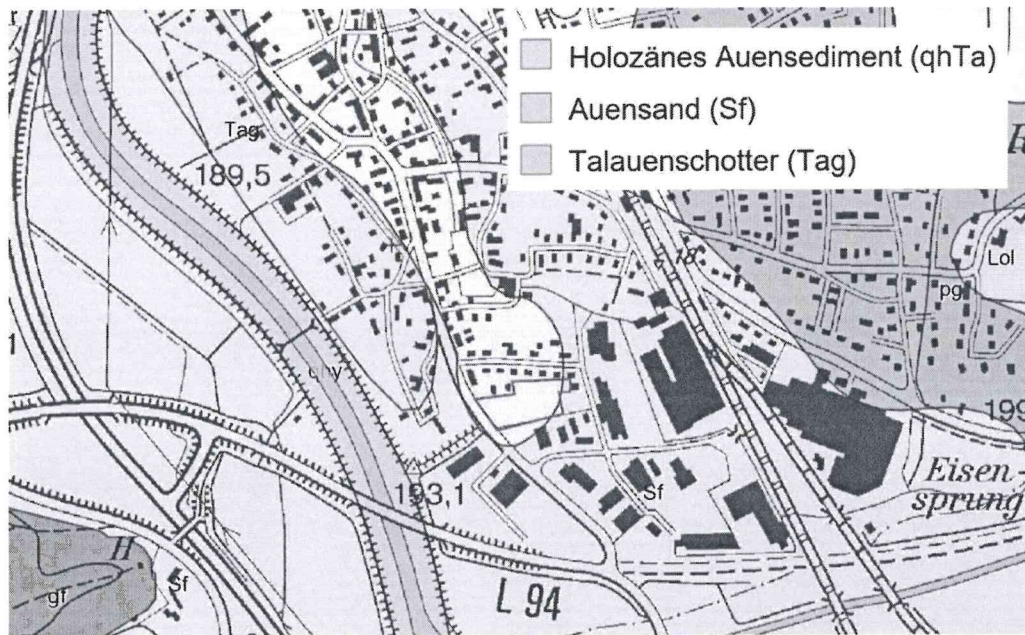 Holozänes Auensediment (qhTa)
Auensand (Sf)
Talauenschotter (Tag)
Tag
189,5
Lol
pg
193,1
Sf
199
Eisen-
sprung
H
gf
Sf
L 94